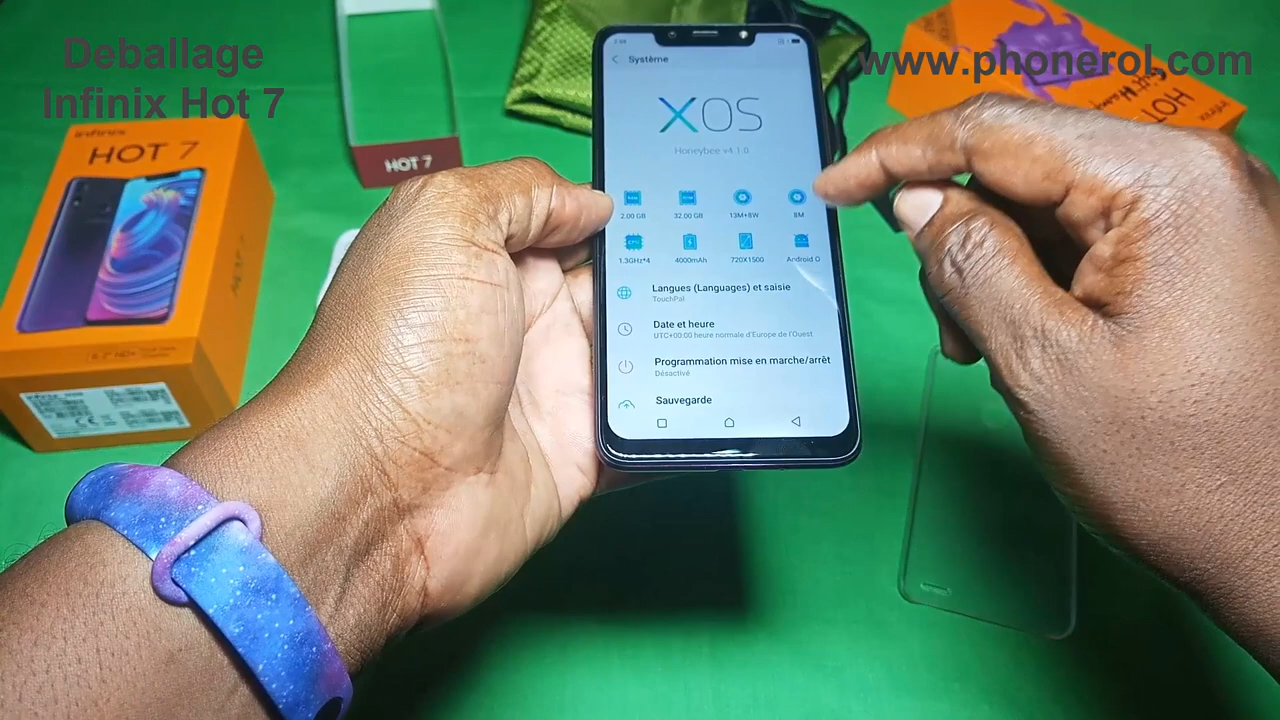 Deballage
Infinix Hot 7
www.phonerol.com
Infinix
HOT 7
HOT 7
HOT
Système
XOS
Honeybee v4.1.0
2.00 GB
32.00 GB
13M+8W
8M
1.3GHz*4
4000mAh
720X1500
Android O
Langues (Languages) et saisie
TouchPal
Date et heure
UTC+00:00 heure normale d'Europe de l'Ouest
Programmation mise en marche/arrêt
Désactivé
Sauvegarde